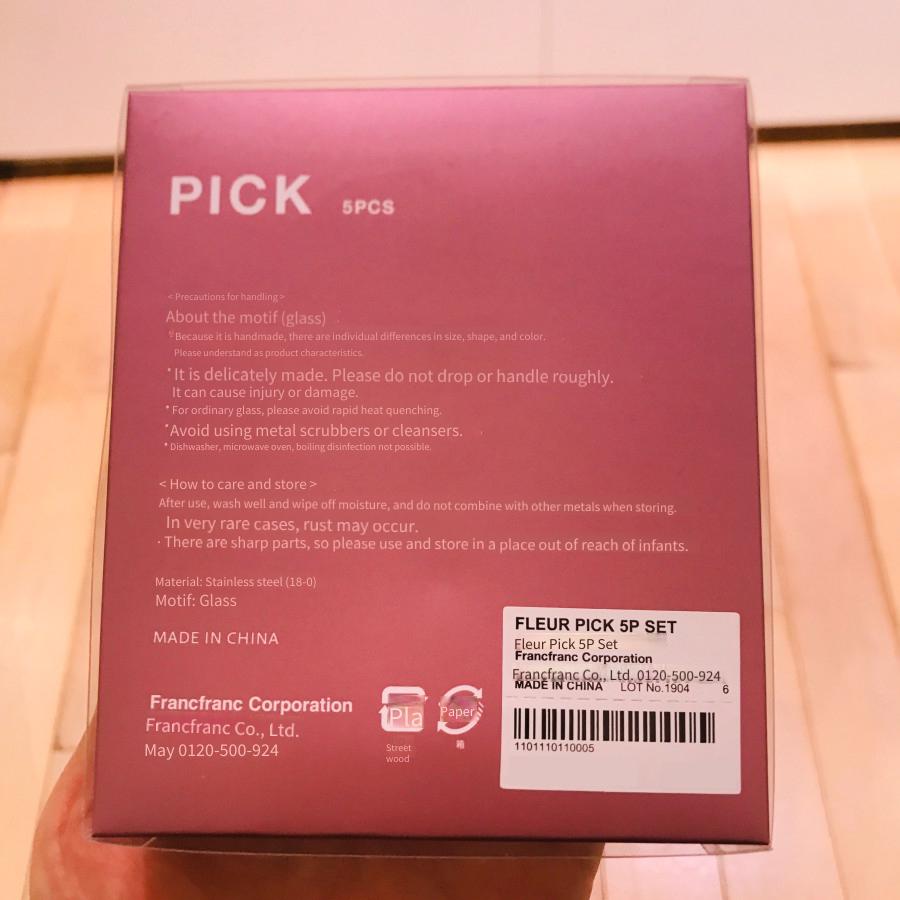 PICK 5PCS
< Precautions for handling >
About the motif (glass)
Because it is handmade, there are individual differences in size, shape, and color.
Please understand as product characteristics.
• It is delicately made. Please do not drop or handle roughly.
It can cause injury or damage.
• For ordinary glass, please avoid rapid heat quenching.
• Avoid using metal scrubbers or cleansers.
• Dishwasher, microwave oven, boiling disinfection not possible.
< How to care and store >
After use, wash well and wipe off moisture, and do not combine with other metals when storing.
In very rare cases, rust may occur.
· There are sharp parts, so please use and store in a place out of reach of infants.
Material: Stainless steel (18-0)
Motif: Glass
MADE IN CHINA
Francfranc Corporation
Francfranc Co., Ltd.
May 0120-500-924
Pla
Street
wood
Paper
箱
FLEUR PICK 5P SET
Fleur Pick 5P Set
Francfranc Corporation
Francfranc Co., Ltd. 0120-500-924
MADE IN CHINA LOT No.1904 6
1101110110005